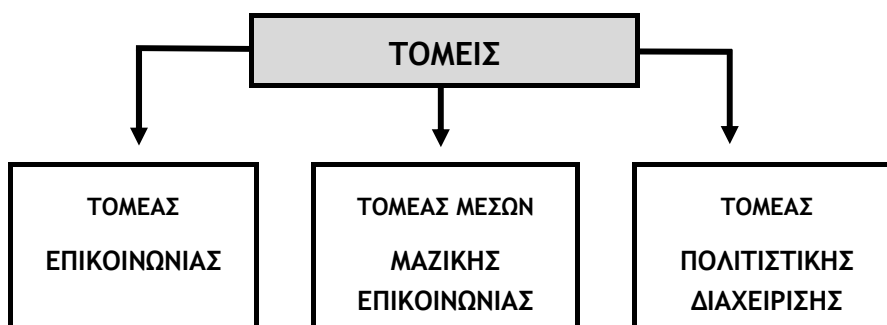 ΤΟΜΕΙΣ
ΤΟΜΕΑΣ
ΕΠΙΚΟΙΝΩΝΙΑΣ
ΤΟΜΕΑΣ ΜΕΣΩΝ
ΜΑΖΙΚΗΣ
ΕΠΙΚΟΙΝΩΝΙΑΣ
ΤΟΜΕΑΣ
ΠΟΛΙΤΙΣΤΙΚΗΣ
ΔΙΑΧΕΙΡΙΣΗΣ